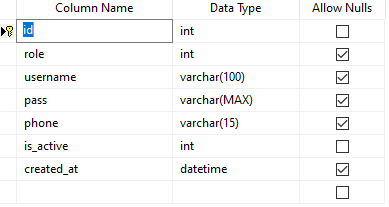 Column Name Data Type Allow Nulls
id int
role int
username varchar(100)
pass varchar(MAX)
phone varchar(15)
is_active int
created_at datetime